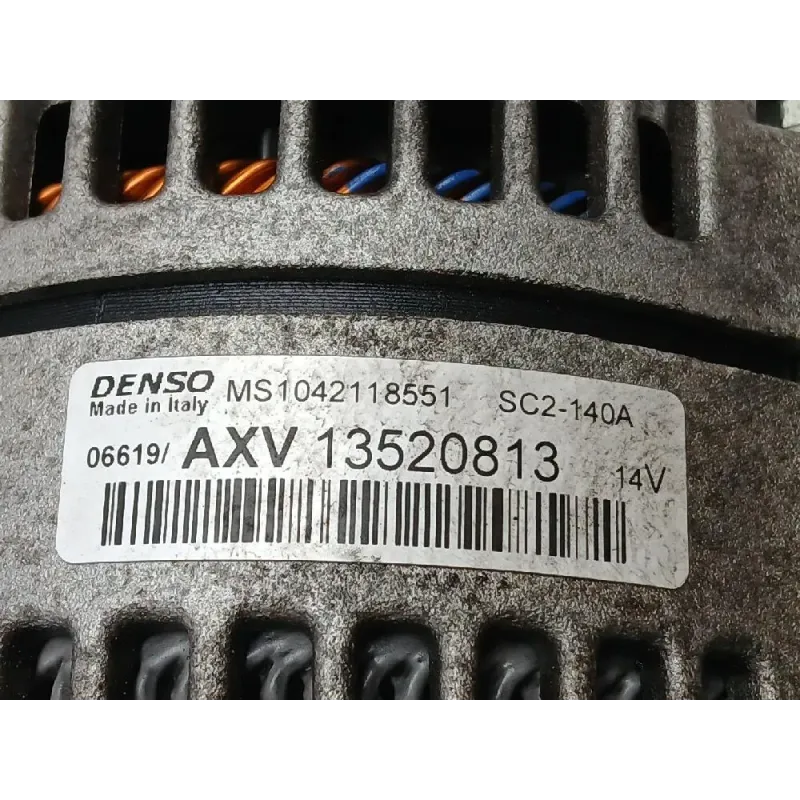 DENSO MS1042118551 SC2-140A
Made in Italy
06619/ AXV 13520813 14V